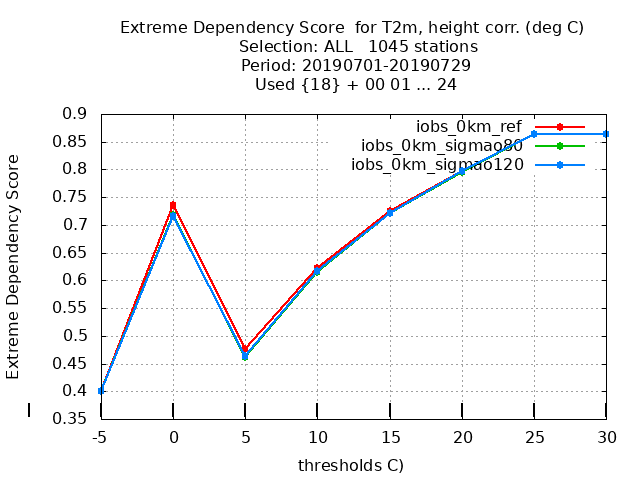 Extreme Dependency Score  for T2m, height corr. (deg C)
Selection: ALL   1045 stations
Period: 20190701-20190729
Used {18} + 00 01 ... 24
iobs_0km_ref
iobs_0km_sigmao80
iobs_0km_sigmao120
Extreme Dependency Score
0.9
0.85
0.8
0.75
0.7
0.65
0.6
0.55
0.5
0.45
0.4
0.35
-5 0 5 10 15 20 25 30
thresholds C)